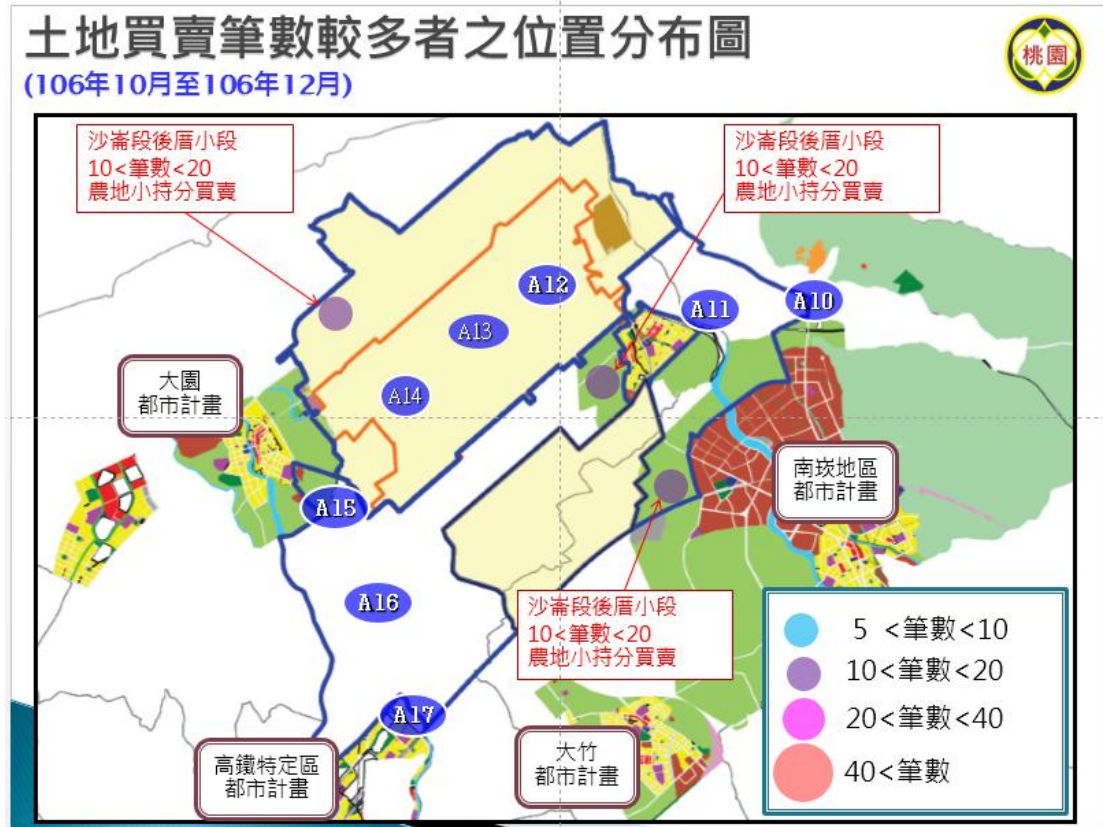 土地買賣筆數較多者之位置分布圖
(106年10月至106年12月)
桃園
沙崙段後厝小段
10<筆數<20
農地小持分買賣
沙崙段後厝小段
10<筆數<20
農地小持分買賣
A12
A11
A10
A13
A14
大園
都市計畫
南崁地區
都市計畫
A15
A16
沙崙段後厝小段
10<筆數<20
農地小持分買賣
5 <筆數<10
10<筆數<20
20<筆數<40
40<筆數
A17
高鐵特定區
都市計畫
大竹
都市計畫